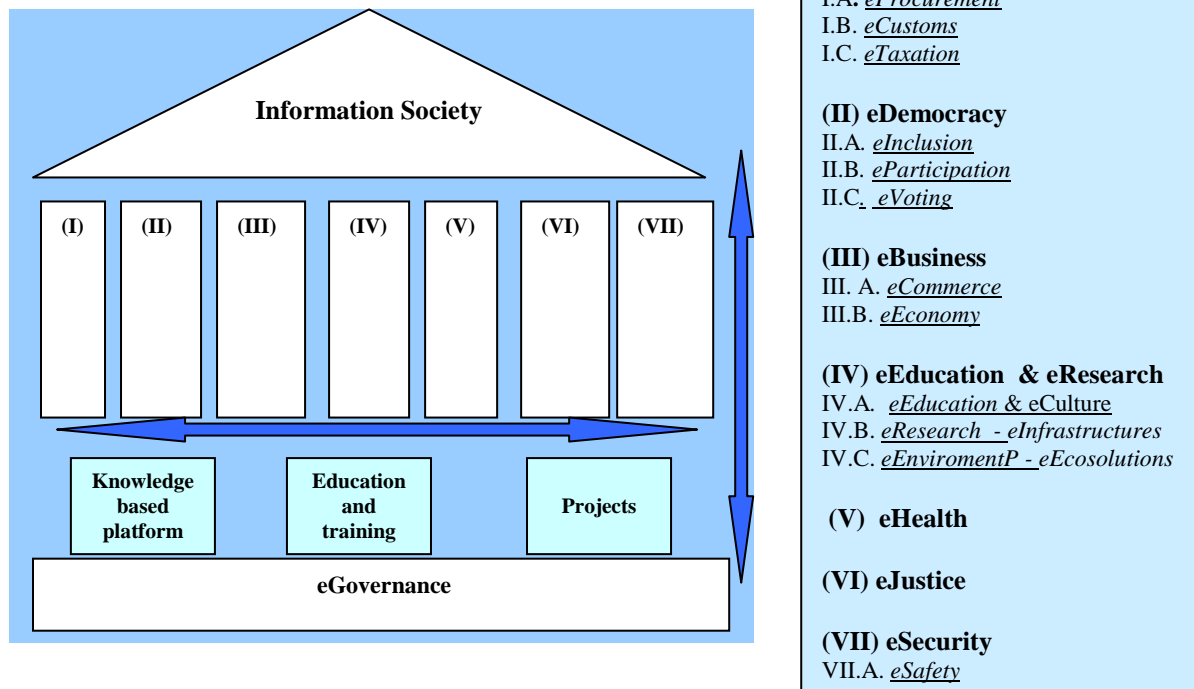 Information Society
(I) (II) (III) (IV) (V) (VI) (VII)
Knowledge
based
platform
Education
and
training
Projects
eGovernance
I.A. eProcurement
I.B. eCustoms
I.C. eTaxation
(II) eDemocracy
II.A. eInclusion
II.B. eParticipation
II.C. eVoting
(III) eBusiness
III. A. eCommerce
III.B. eEconomy
(IV) eEducation & eResearch
IV.A. eEducation & eCulture
IV.B. eResearch - eInfrastructures
IV.C. eEnviromentP - eEcosolutions
(V) eHealth
(VI) eJustice
(VII) eSecurity
VII.A. eSafety